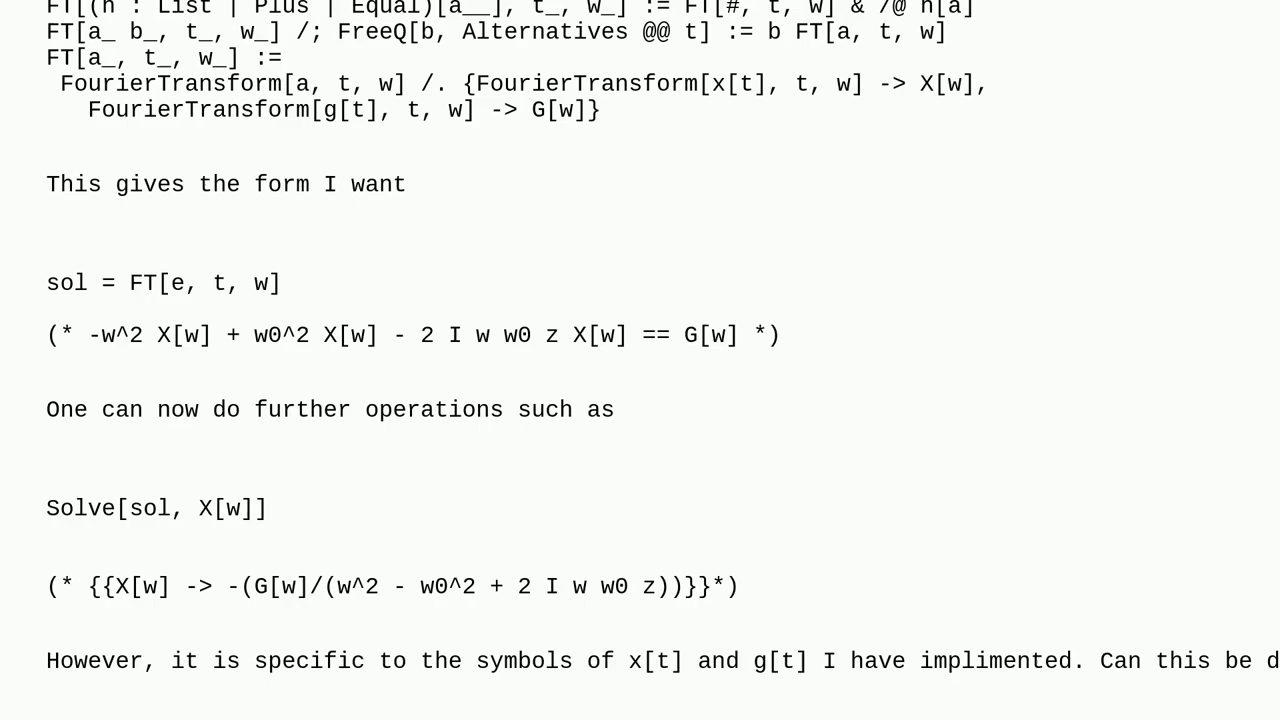 FT[(h : List | Plus | Equal)[a__], t_, w_] := FT[#, t, w] & /@ h[a]
FT[a_ b_, t_, w_] /; FreeQ[b, Alternatives @@ t] := b FT[a, t, w]
FT[a_, t_, w_] :=
FourierTransform[a, t, w] /. {FourierTransform[x[t], t, w] -> X[w],
FourierTransform[g[t], t, w] -> G[w]}
This gives the form I want
sol = FT[e, t, w]
(* -w^2 X[w] + w0^2 X[w] - 2 I w w0 z X[w] == G[w] *)
One can now do further operations such as
Solve[sol, X[w]]
(* {{X[w] -> -(G[w]/(w^2 - w0^2 + 2 I w w0 z))}}*)
However, it is specific to the symbols of x[t] and g[t] I have implimented. Can this be